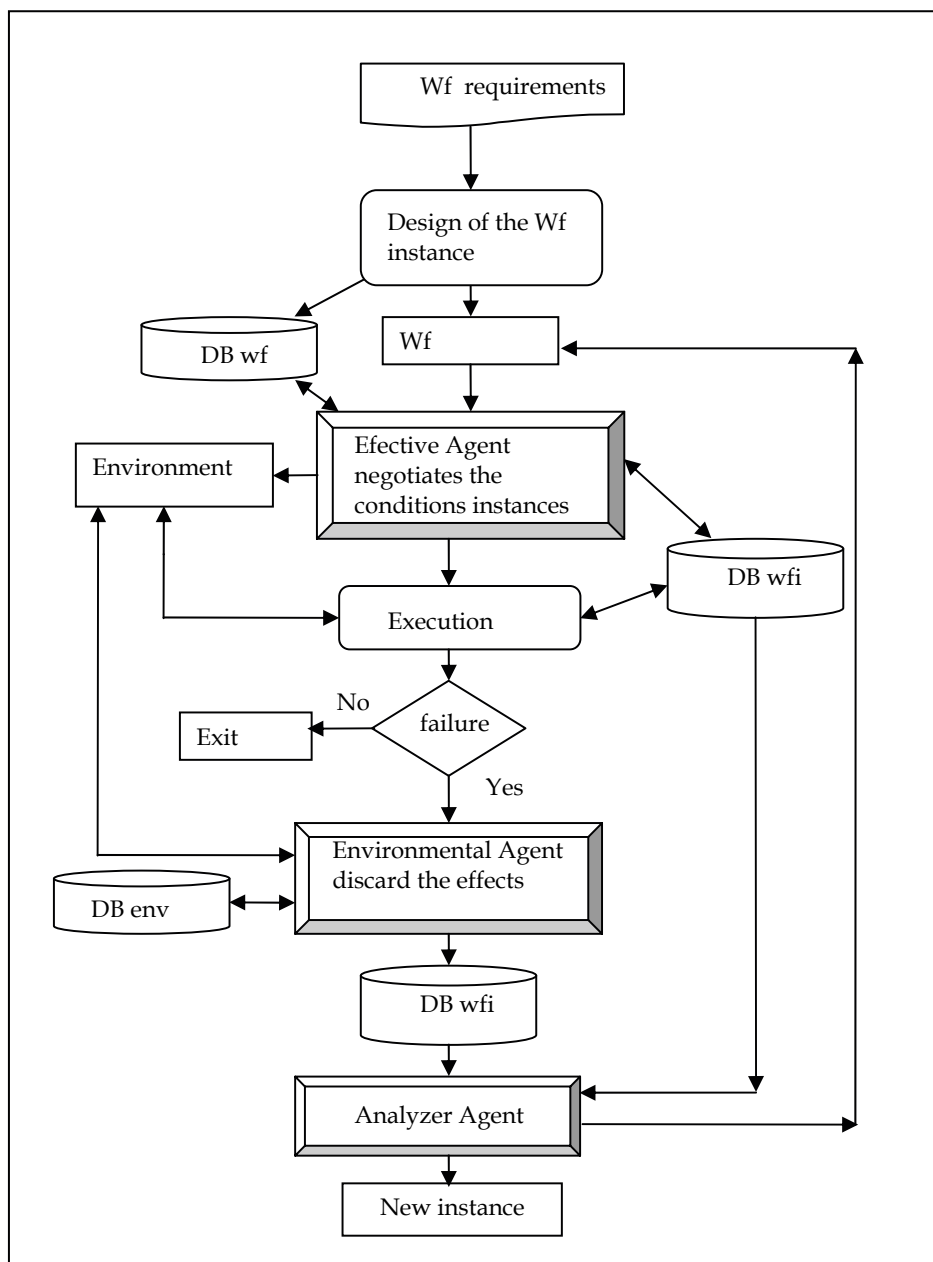 Wf requirements
Design of the Wf
instance
DB wf
Wf
Efective Agent
negotiates the
conditions instances
Environment
DB wfi
Execution
No
failure
Exit
Yes
Environmental Agent
discard the effects
DB env
DB wfi
Analyzer Agent
New instance